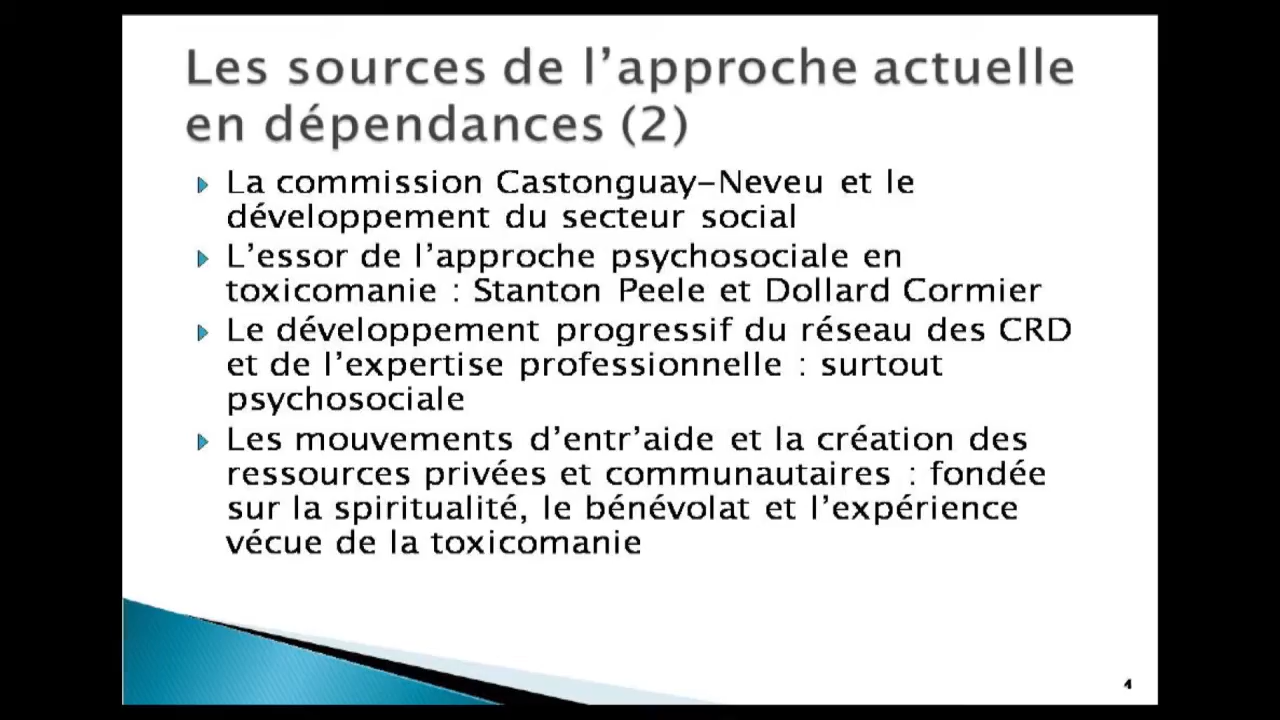 Les sources de l’approche actuelle
en dépendances (2)
La commission Castonguay-Neveu et le
développement du secteur social
L’essor de l’approche psychosociale en
toxicomanie : Stanton Peele et Dollard Cormier
Le développement progressif du réseau des CRD
et de l’expertise professionnelle : surtout
psychosociale
Les mouvements d’entr’aide et la création des
ressources privées et communautaires : fondée
sur la spiritualité, le bénévolat et l’expérience
vécue de la toxicomanie
4